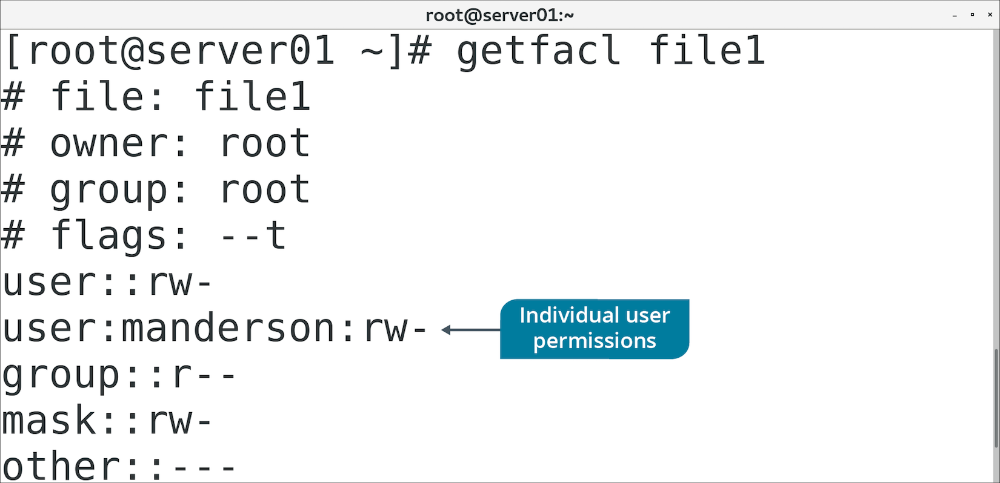 root@server01:~
[root@server01 ~]# getfacl file1
# file: file1
# owner: root
# group: root
# flags: --t
user::rw-
user:manderson:rw-
Individual user
permissions
group::r--
mask::rw-
other::---